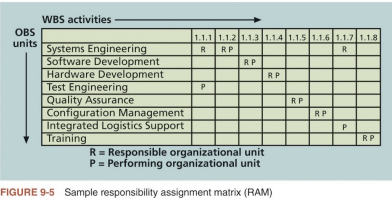 WBS activities
OBS
units
1.1.1 1.1.2 1.1.3 1.1.4 1.1.5 1.1.6 1.1.7 1.1.8
Systems Engineering R R P R
Software Development R P
Hardware Development R P
Test Engineering P
Quality Assurance R P
Configuration Management R P
Integrated Logistics Support P
Training R P
R = Responsible organizational unit
P = Performing organizational unit
FIGURE 9-5 Sample responsibility assignment matrix (RAM)